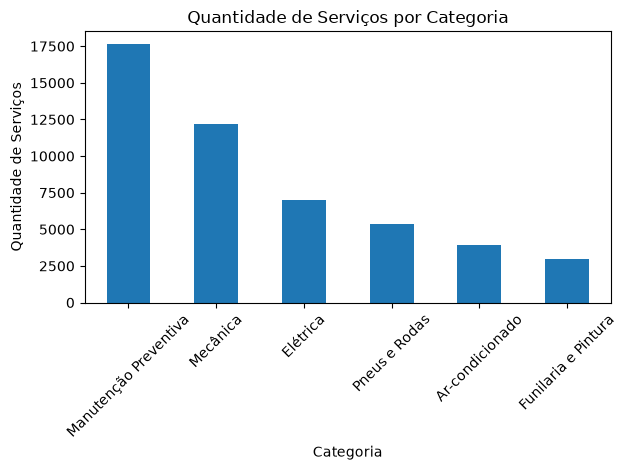 Quantidade de Serviços por Categoria
Quantidade de Serviços
17500
15000
12500
10000
7500
5000
2500
0
Manutenção Preventiva
Mecânica
Elétrica
Pneus e Rodas
Ar-condicionado
Funilaria e Pintura
Categoria